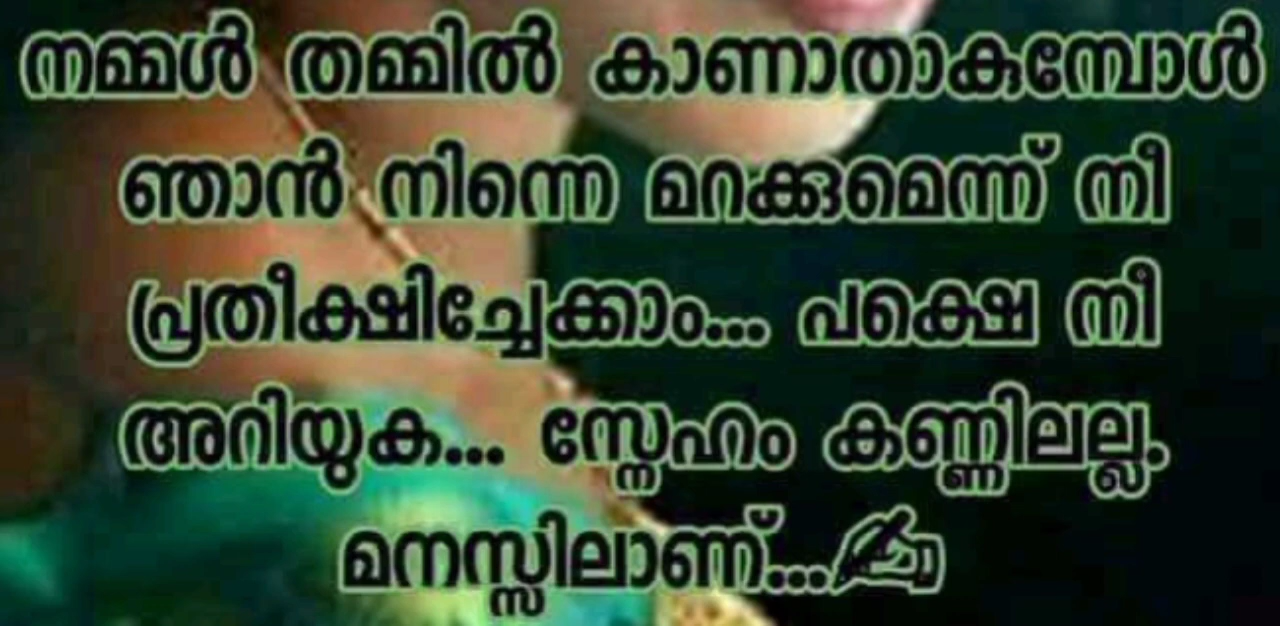 നമ്മൾ തമ്മിൽ കാണാതാകുമ്പോൾ
ഞാൻ നിന്നെ മറക്കുമെന്ന് നീ
പ്രതീക്ഷിച്ചേക്കാം... പക്ഷെ നീ
അറിയുക... സ്നേഹം കണ്ണിലല്ല.
മനസ്സിലാണ്...✍